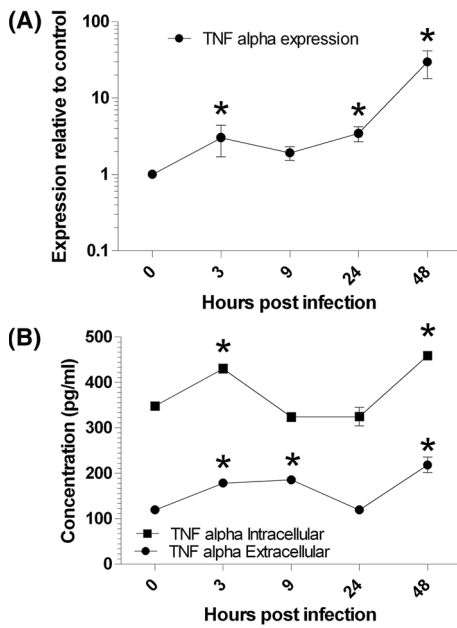 (A)
TNF alpha expression
Expression relative to control
100
10
1
0.1
* * *
0 3 9 24 48
Hours post infection
(B)
Concentration (pg/ml)
500
400
300
200
100
0
* *
* * *
TNF alpha Intracellular
TNF alpha Extracellular
0 3 9 24 48
Hours post infection